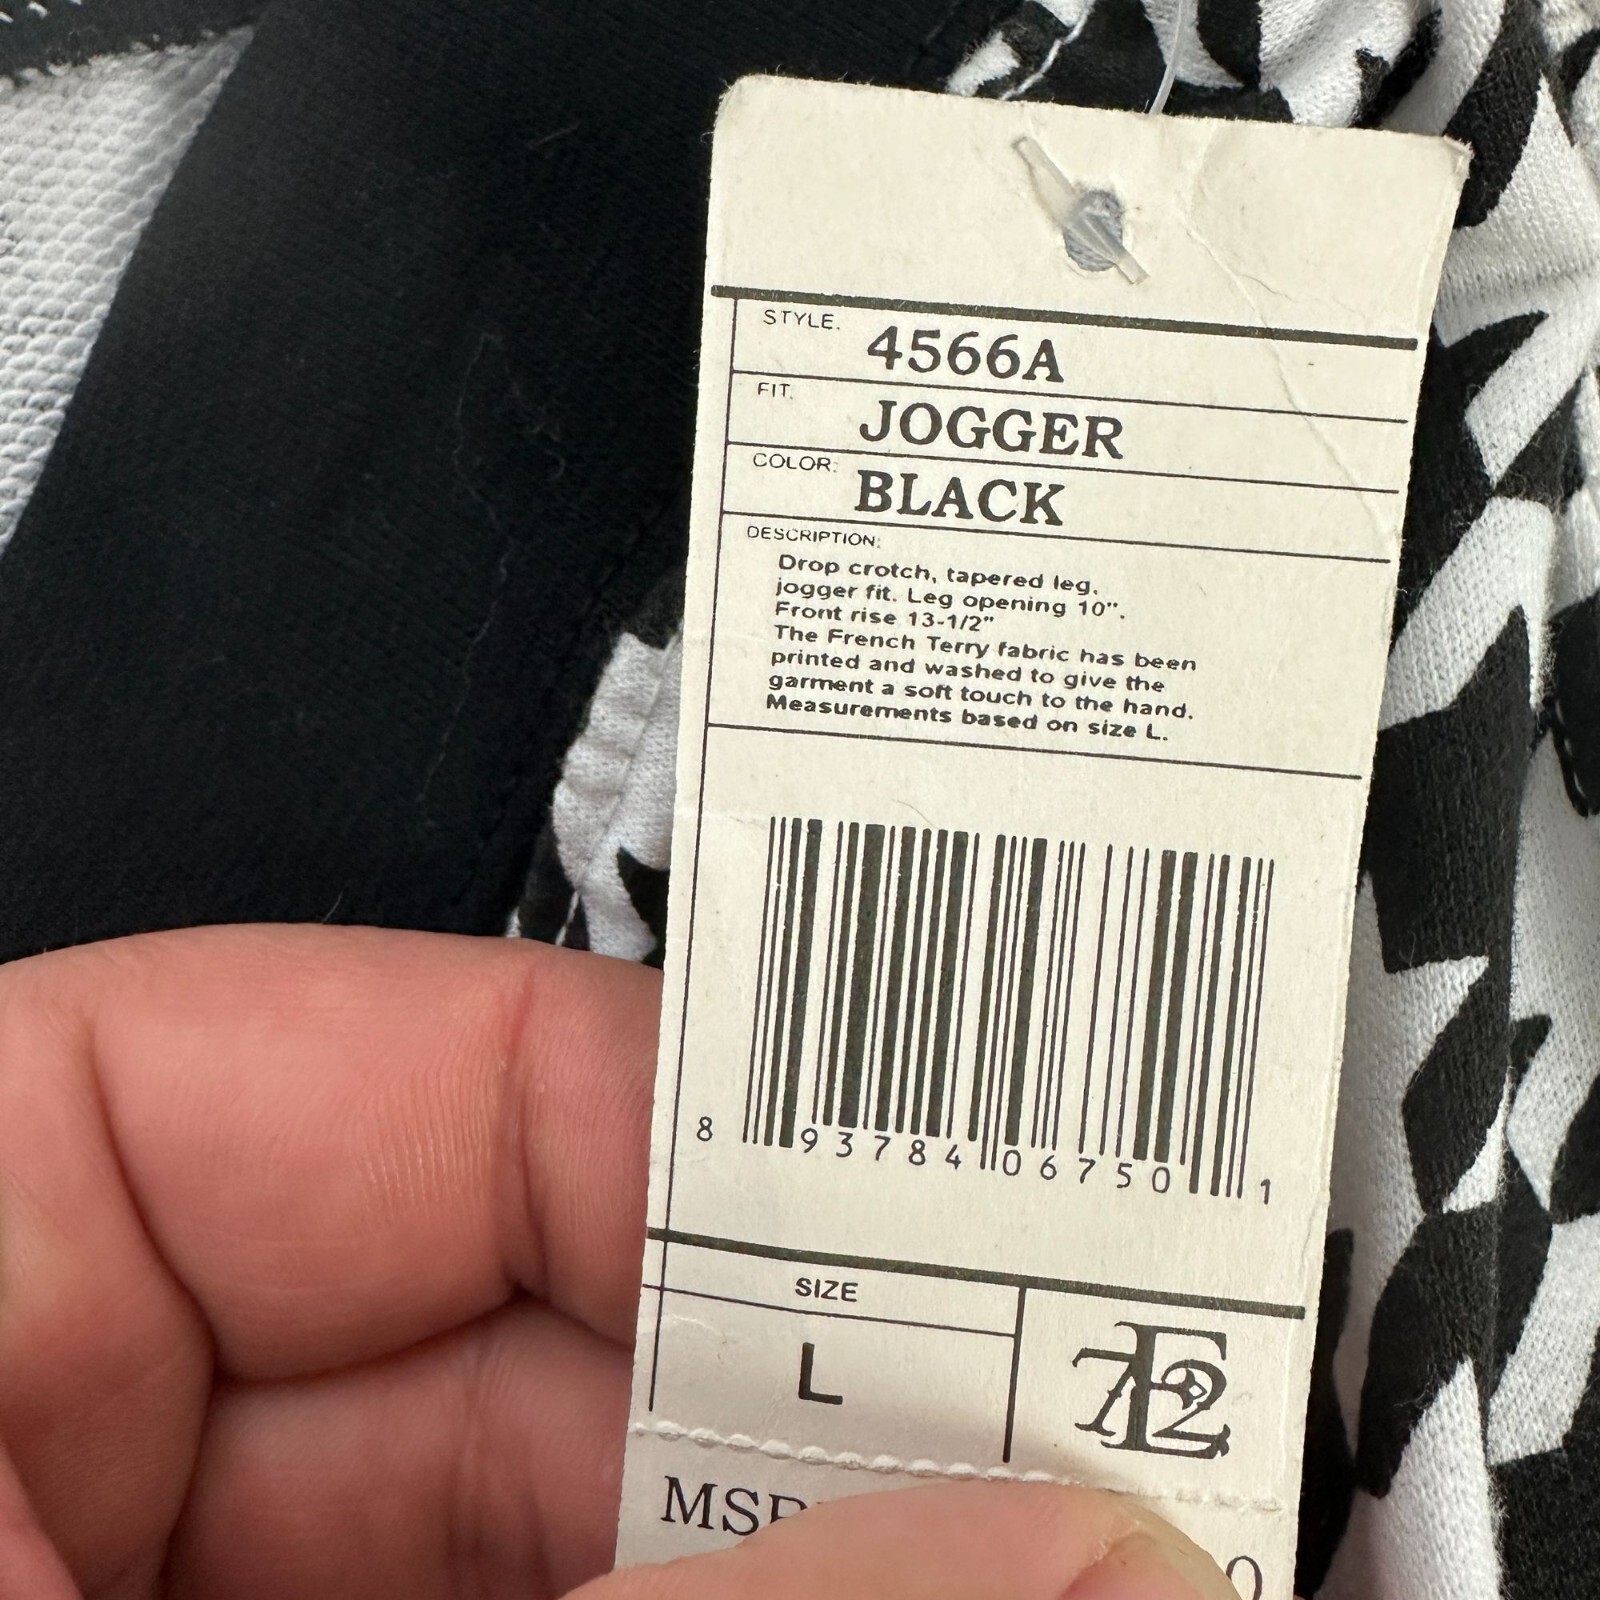 STYLE: 4566A
FIT: JOGGER
COLOR: BLACK
DESCRIPTION:
Drop crotch, tapered leg,
jogger fit. Leg opening 10".
Front rise 13-1/2"
The French Terry fabric has been
printed and washed to give the
garment a soft touch to the hand.
Measurements based on size L.
8 93784 06750 1
SIZE
L
7E2